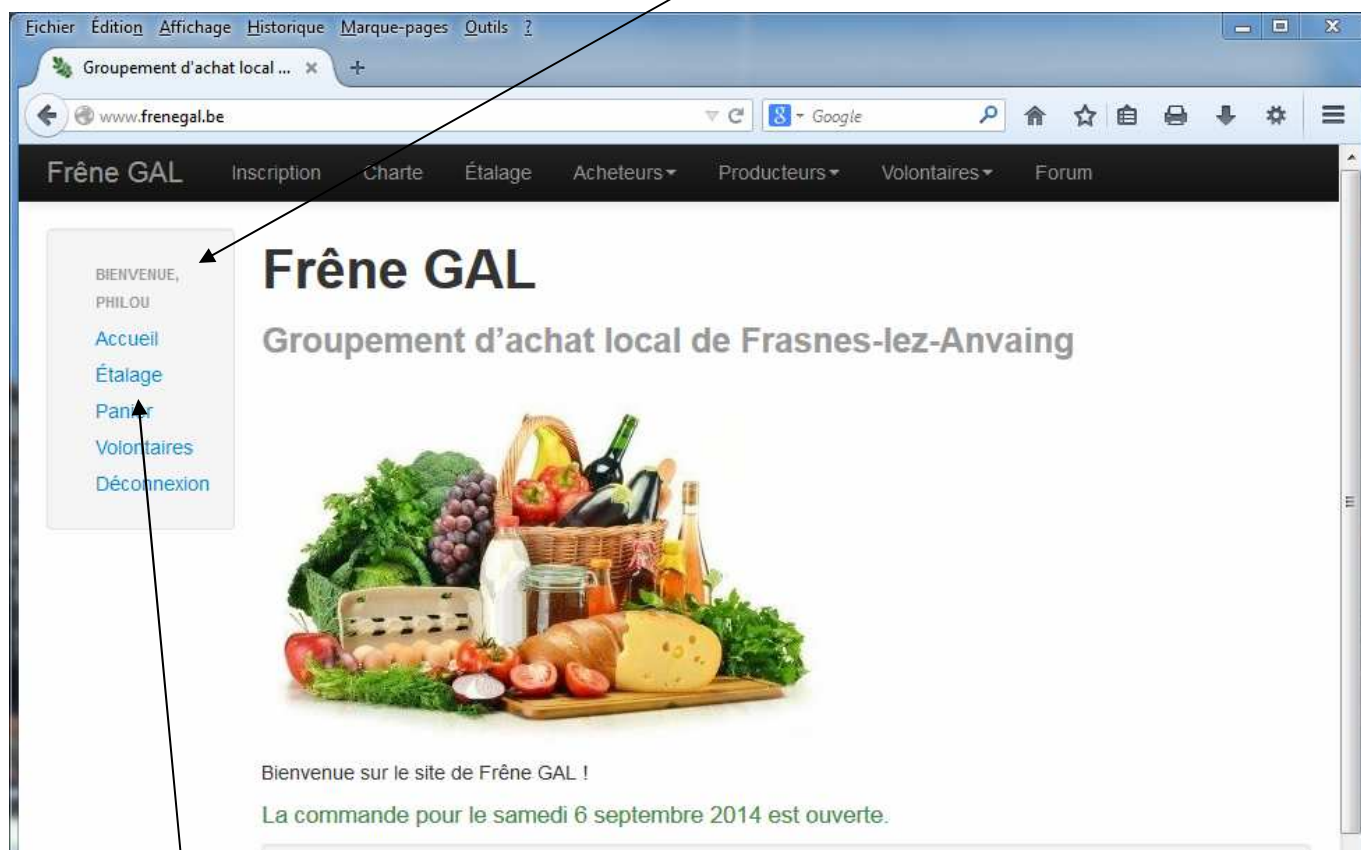 Fichier Édition Affichage Historique Marque-pages Outils ?
Groupement d'achat local ...
www.frenegal.be
Google
Frêne GAL Inscription Charte Étalage Acheteurs Producteurs Volontaires Forum
BIENVENUE,
PHILOU
Accueil
Étalage
Panier
Volontaires
Déconnexion
Frêne GAL
Groupement d’achat local de Frasnes-lez-Anvaing
Bienvenue sur le site de Frêne GAL !
La commande pour le samedi 6 septembre 2014 est ouverte.